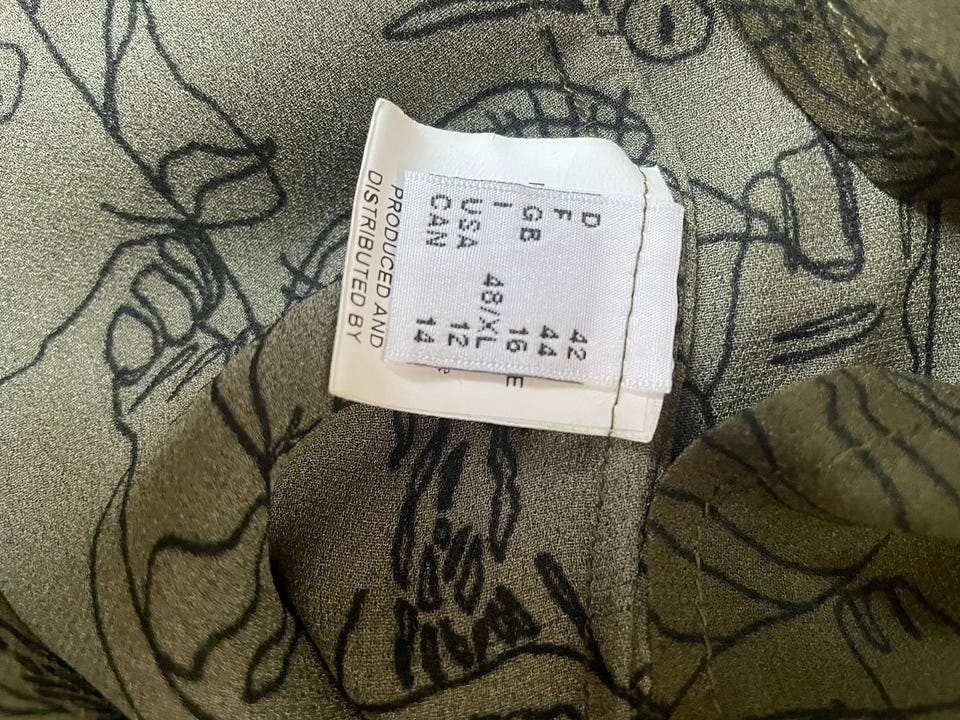 D 42
F 44
GB 16
I 48/XL
USA 12
CAN 14
PRODUCED AND
DISTRIBUTED BY